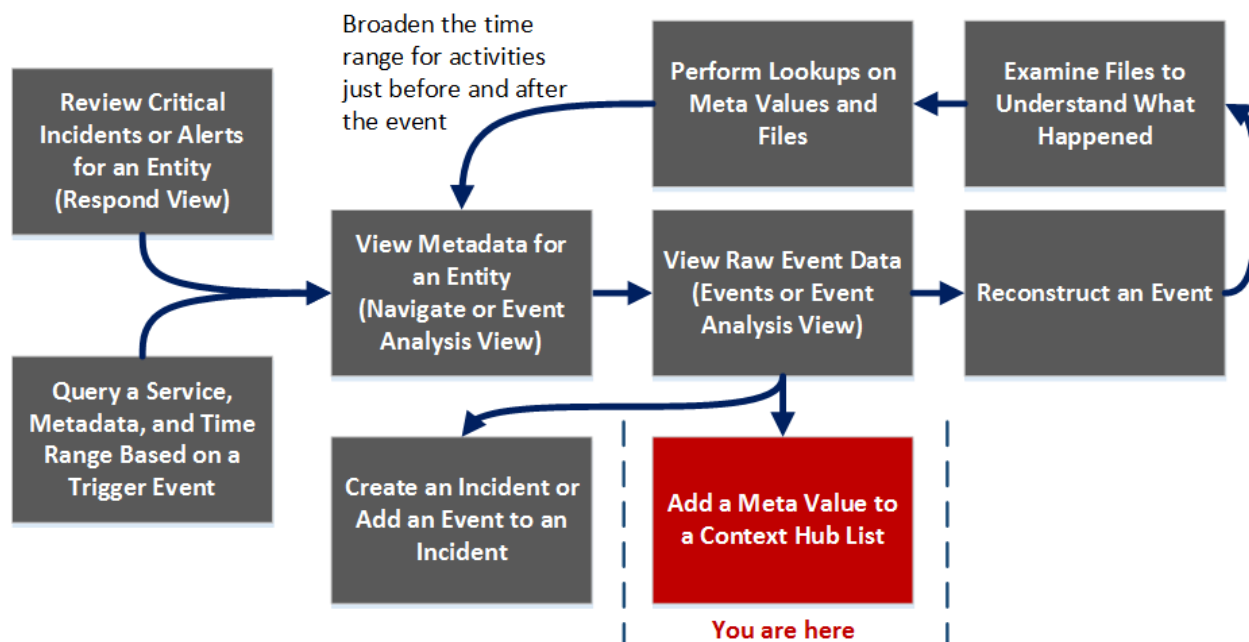 Broaden the time
range for activities
just before and after
the event
Review Critical
Incidents or Alerts
for an Entity
(Respond View)
Perform Lookups on
Meta Values and
Files
Examine Files to
Understand What
Happened
View Metadata for
an Entity
(Navigate or Event
Analysis View)
View Raw Event Data
(Events or Event
Analysis View)
Reconstruct an Event
Query a Service,
Metadata, and Time
Range Based on a
Trigger Event
Create an Incident or
Add an Event to an
Incident
Add a Meta Value to
a Context Hub List
You are here